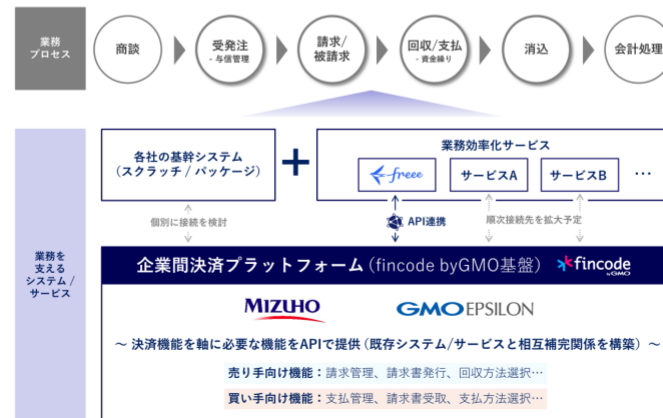 業務
プロセス
商談
受発注
- 与信管理
請求/
被請求
回収/支払
- 資金繰り
消込
会計処理
業務を
支える
システム /
サービス
各社の基幹システム
(スクラッチ / パッケージ)
+
業務効率化サービス
freee
サービスA
サービスB
…
個別に接続を検討
API連携
順次接続先を拡大予定
企業間決済プラットフォーム (fincode byGMO基盤)
fincode
byGMO
MIZUHO
GMO EPSILON
～ 決済機能を軸に必要な機能をAPIで提供 (既存システム/サービスと相互補完関係を構築) ～
売り手向け機能：請求管理、請求書発行、回収方法選択…
買い手向け機能：支払管理、請求書受取、支払方法選択…